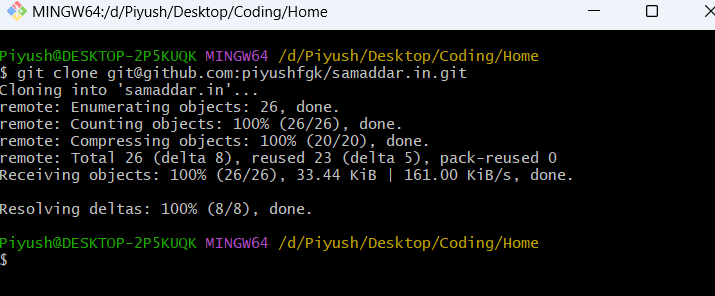 MINGW64:/d/Piyush/Desktop/Coding/Home
Piyush@DESKTOP-2P5KUQK MINGW64 /d/Piyush/Desktop/Coding/Home
$ git clone git@github.com:piyushfgk/samaddar.in.git
Cloning into 'samaddar.in'...
remote: Enumerating objects: 26, done.
remote: Counting objects: 100% (26/26), done.
remote: Compressing objects: 100% (20/20), done.
remote: Total 26 (delta 8), reused 23 (delta 5), pack-reused 0
Receiving objects: 100% (26/26), 33.44 KiB | 161.00 KiB/s, done.
Resolving deltas: 100% (8/8), done.
Piyush@DESKTOP-2P5KUQK MINGW64 /d/Piyush/Desktop/Coding/Home
$